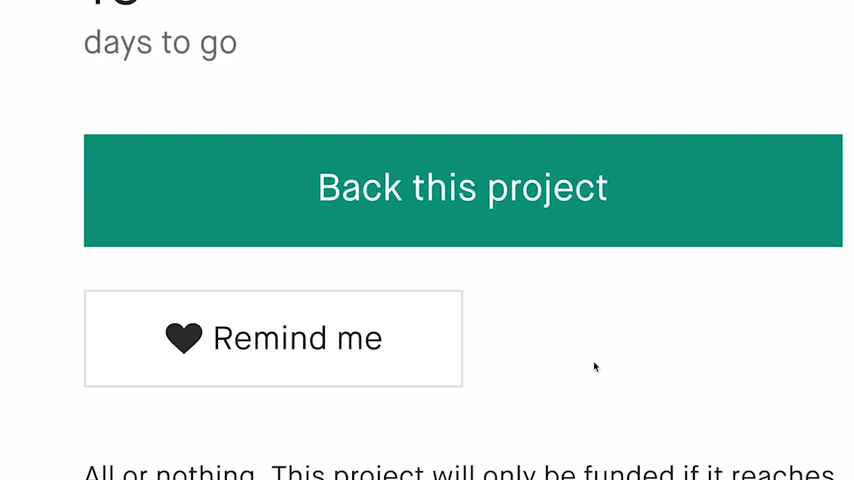 days to go
Back this project
Remind me
All or nothing. This project will only be funded if it reaches